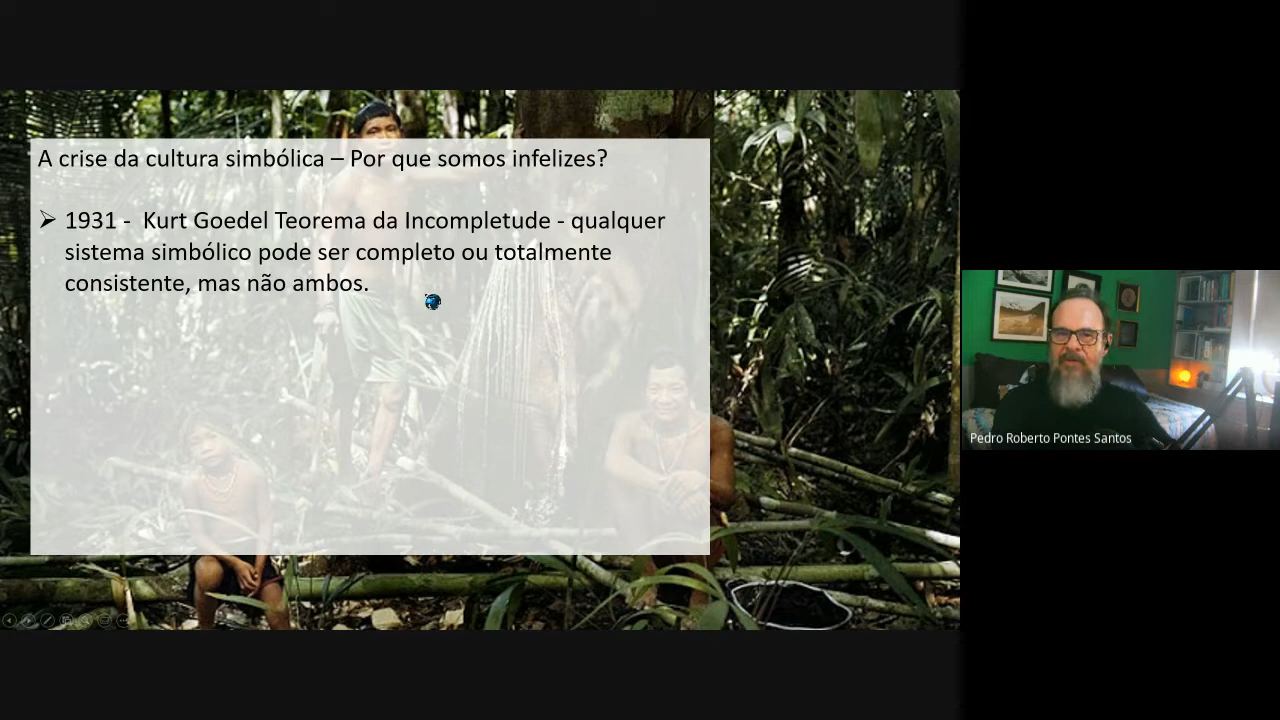 A crise da cultura simbólica – Por que somos infelizes?
➢ 1931 - Kurt Goedel Teorema da Incompletude - qualquer
sistema simbólico pode ser completo ou totalmente
consistente, mas não ambos.
Pedro Roberto Pontes Santos